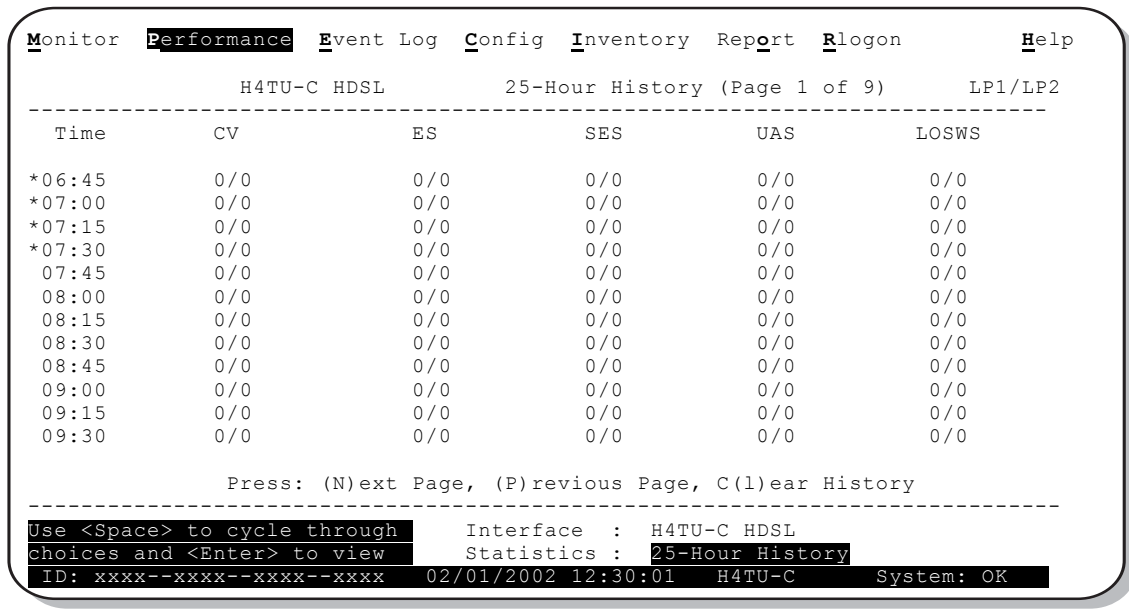 Monitor Performance Event Log Config Inventory Report Rlogon Help
H4TU-C HDSL 25-Hour History (Page 1 of 9) LP1/LP2
--------------------------------------------------------------------------------
Time CV ES SES UAS LOSWS
*06:45 0/0 0/0 0/0 0/0 0/0
*07:00 0/0 0/0 0/0 0/0 0/0
*07:15 0/0 0/0 0/0 0/0 0/0
*07:30 0/0 0/0 0/0 0/0 0/0
07:45 0/0 0/0 0/0 0/0 0/0
08:00 0/0 0/0 0/0 0/0 0/0
08:15 0/0 0/0 0/0 0/0 0/0
08:30 0/0 0/0 0/0 0/0 0/0
08:45 0/0 0/0 0/0 0/0 0/0
09:00 0/0 0/0 0/0 0/0 0/0
09:15 0/0 0/0 0/0 0/0 0/0
09:30 0/0 0/0 0/0 0/0 0/0
Press: (N)ext Page, (P)revious Page, C(l)ear History
--------------------------------------------------------------------------------
Use <Space> to cycle through Interface : H4TU-C HDSL
choices and <Enter> to view Statistics : 25-Hour History
ID: xxxx--xxxx--xxxx--xxxx 02/01/2002 12:30:01 H4TU-C System: OK